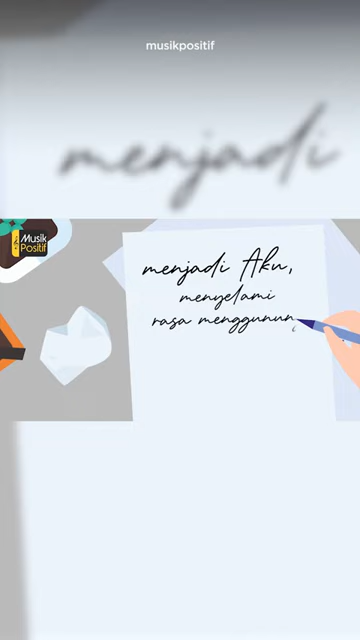 musikpositif
menjadi
Musik
Positif
menjadi Aku,
menyelami
rasa menggunun